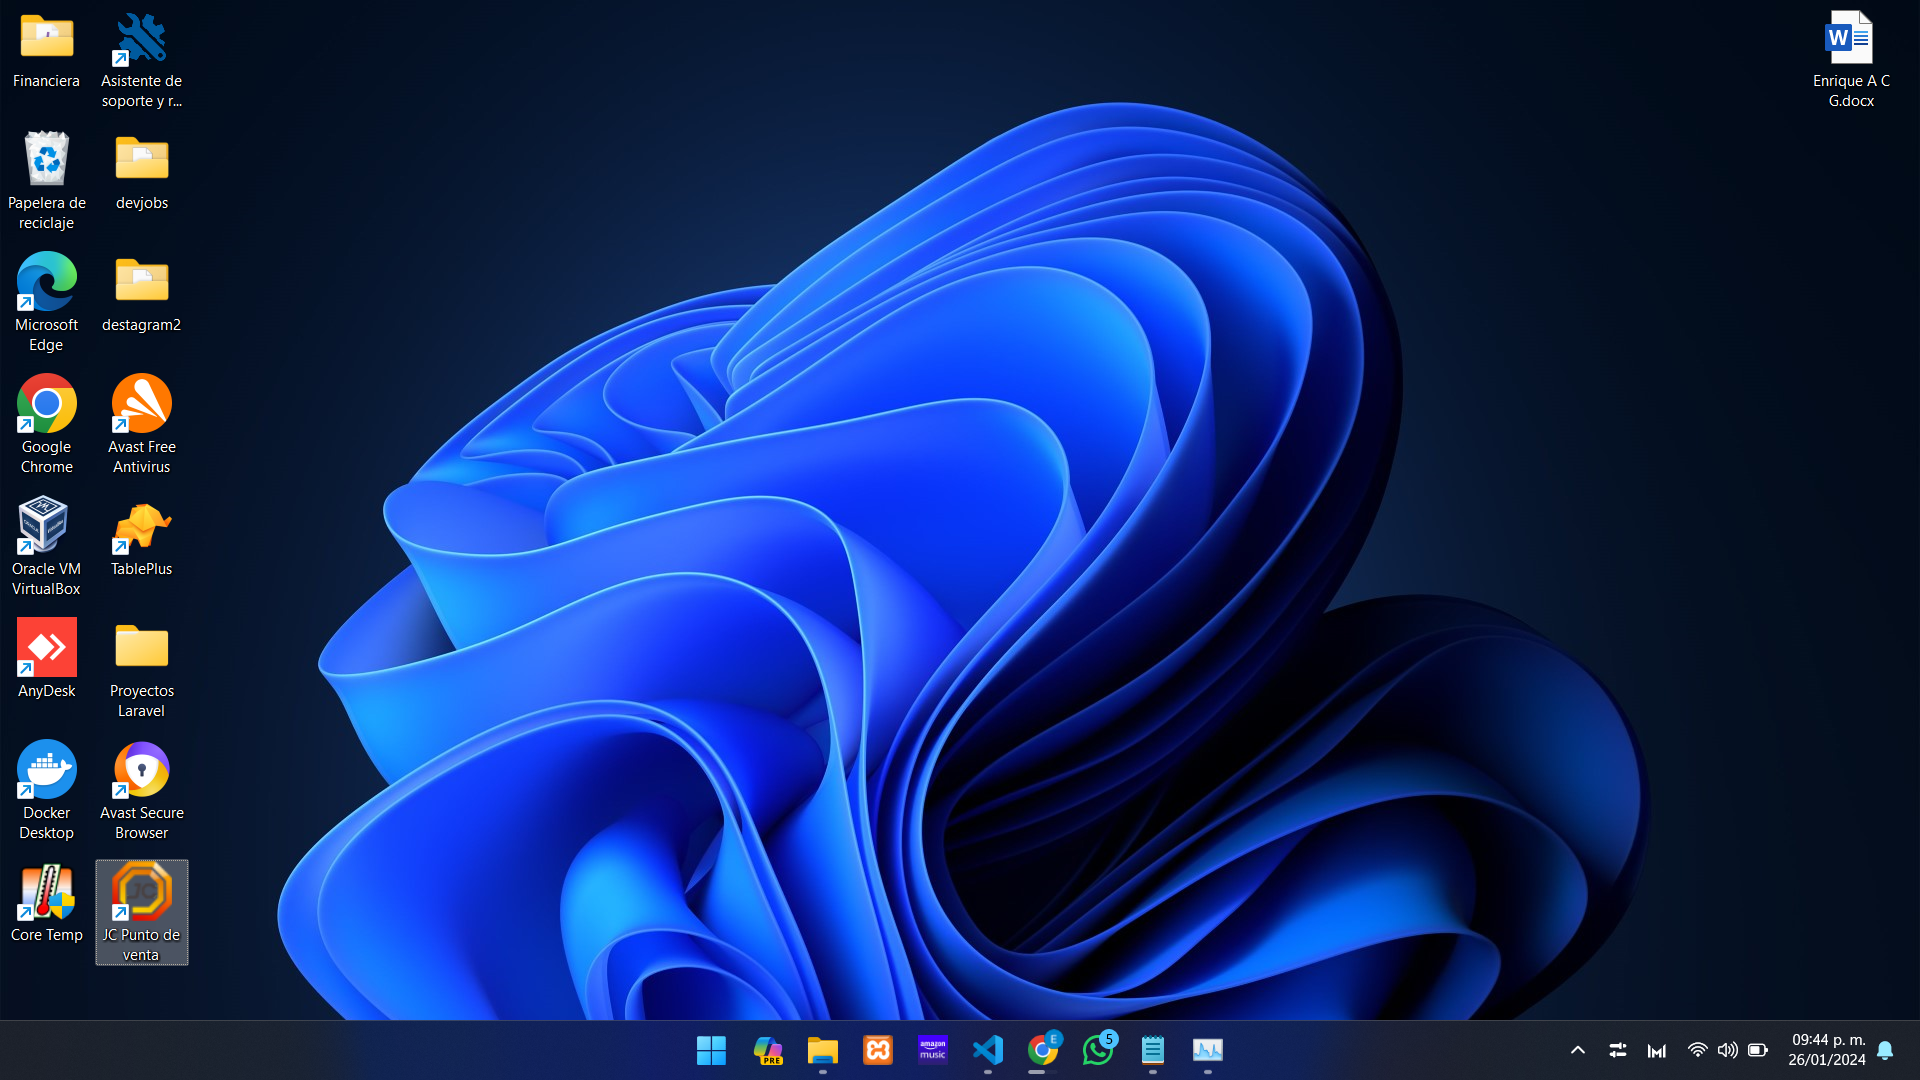 Financiera
Asistente de
soporte y r...
Papelera de
reciclaje
devjobs
Microsoft
Edge
destagram2
Google
Chrome
Avast Free
Antivirus
Oracle VM
VirtualBox
TablePlus
AnyDesk
Proyectos
Laravel
Docker
Desktop
Avast Secure
Browser
Core Temp
JC
JC Punto de
venta
W
Enrique A C
G.docx
PRE
amazon
music
E
5
09:44 p. m.
26/01/2024